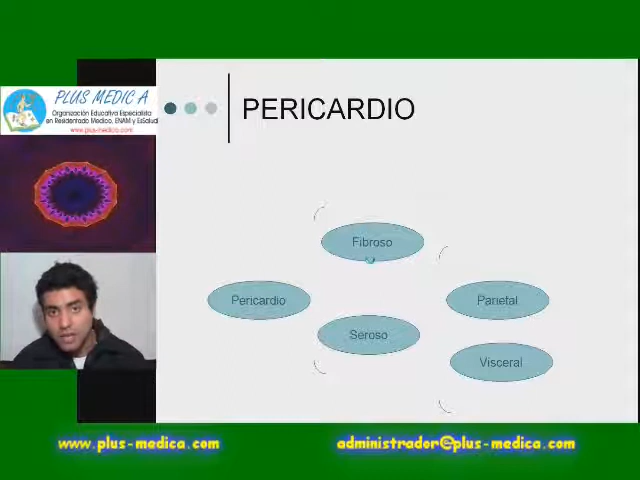 PLUS MEDIC A
Organización Educativa Especialista
en Residentado Medico, ENAM y EsSalud
www.plus-medica.com
PERICARDIO
Fibroso
Pericardio
Parietal
Seroso
Visceral
www.plus-medica.com
administrador@plus-medica.com